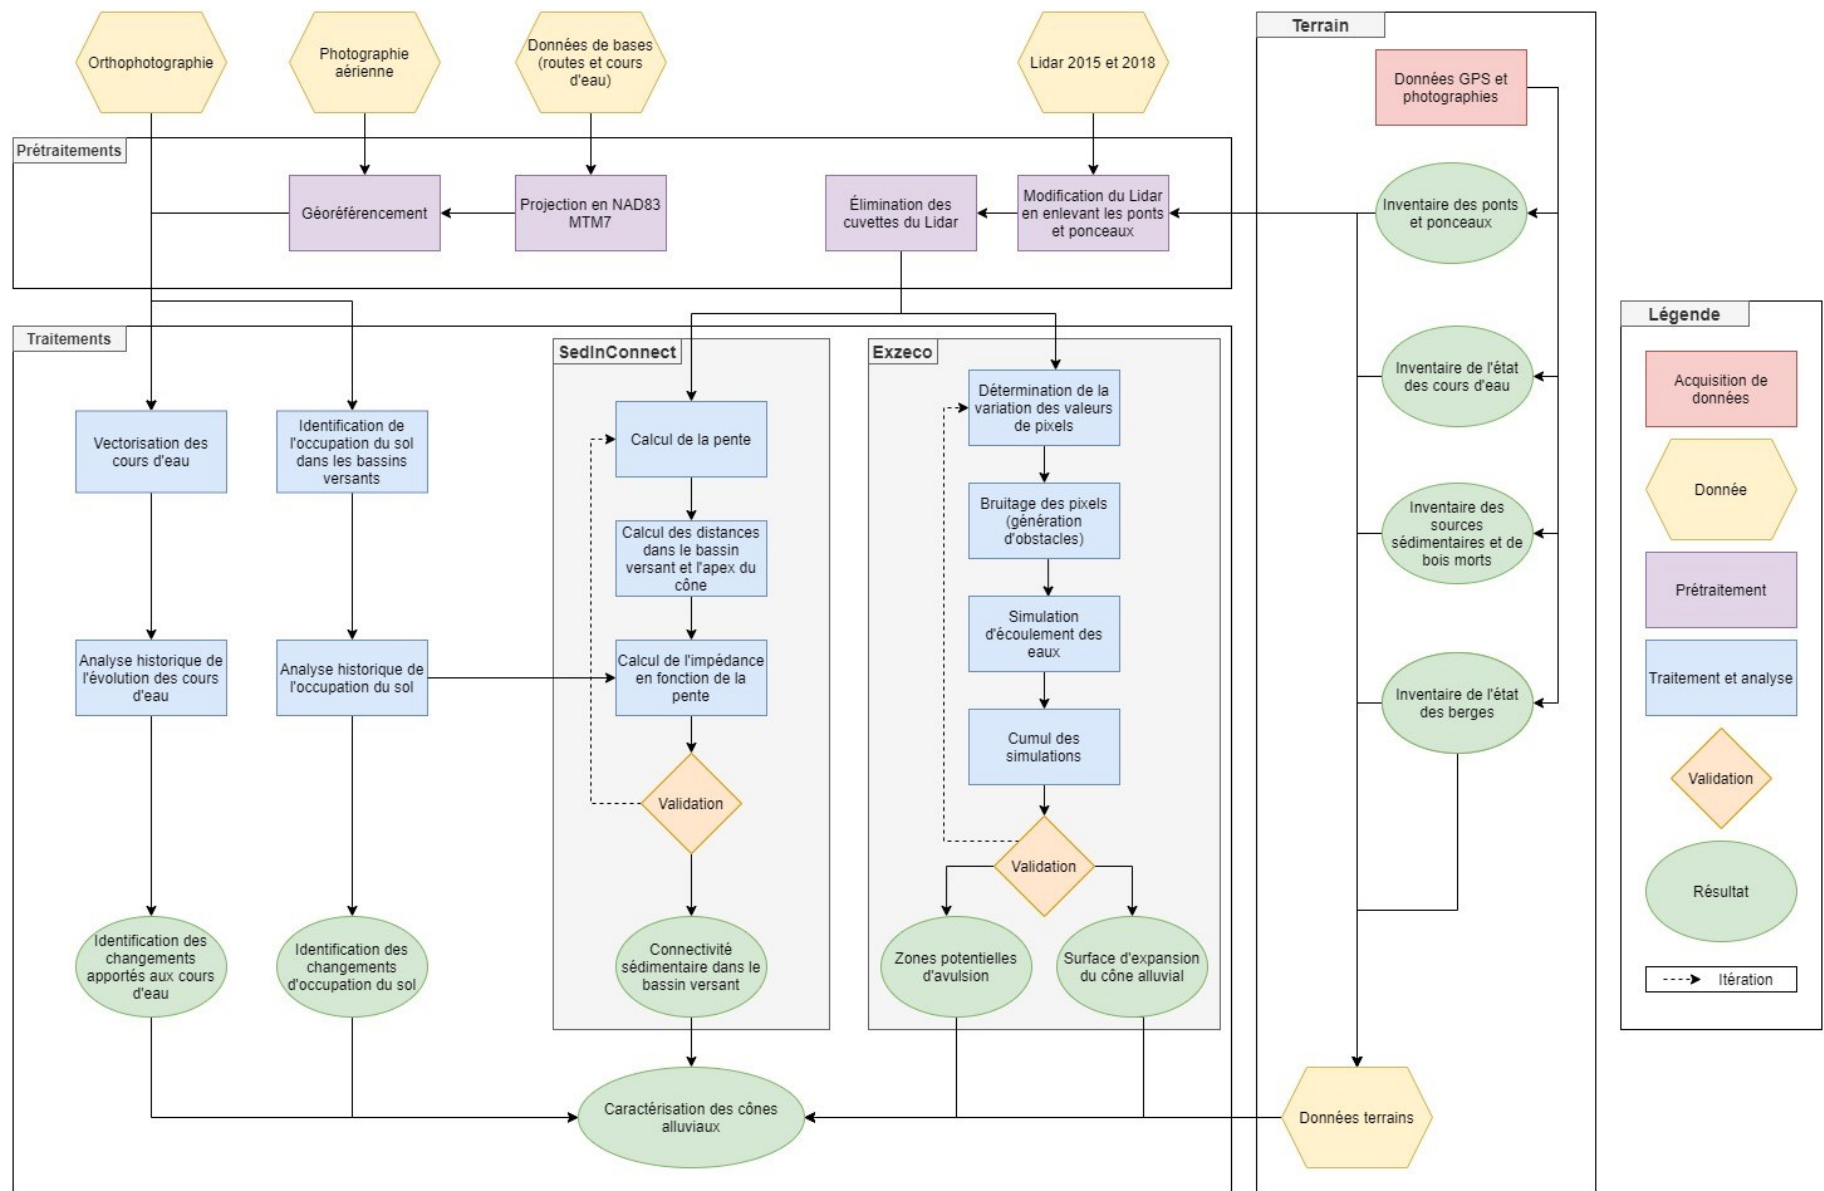 Orthophotographie
Photographie
aérienne
Données de bases
(routes et cours
d'eau)
Lidar 2015 et 2018
Terrain
Données GPS et
photographies
Prétraitements
Géoréférencement
Projection en NAD83
MTM7
Élimination des
cuvettes du Lidar
Modification du Lidar
en enlevant les ponts
et ponceaux
Inventaire des ponts
et ponceaux
Inventaire de l'état
des cours d'eau
Inventaire des
sources
sédimentaires et de
bois morts
Inventaire de l'état
des berges
Données terrains
Traitements
Vectorisation des
cours d'eau
Analyse historique de
l'évolution des cours
d'eau
Identification des
changements
apportés aux cours
d'eau
Identification de
l'occupation du sol
dans les bassins
versants
Analyse historique de
l'occupation du sol
Identification des
changements
d'occupation du sol
SedInConnect
Calcul de la pente
Calcul des distances
dans le bassin
versant et l'apex du
cône
Calcul de l'impédance
en fonction de la
pente
Validation
Connectivité
sédimentaire dans le
bassin versant
Exzeco
Détermination de la
variation des valeurs
de pixels
Bruitage des pixels
(génération
d'obstacles)
Simulation
d'écoulement des
eaux
Cumul des
simulations
Validation
Zones potentielles
d'avulsion
Surface d'expansion
du cône alluvial
Caractérisation des cônes
alluviaux
Légende
Acquisition de
données
Donnée
Prétraitement
Traitement et analyse
Validation
Résultat
Itération